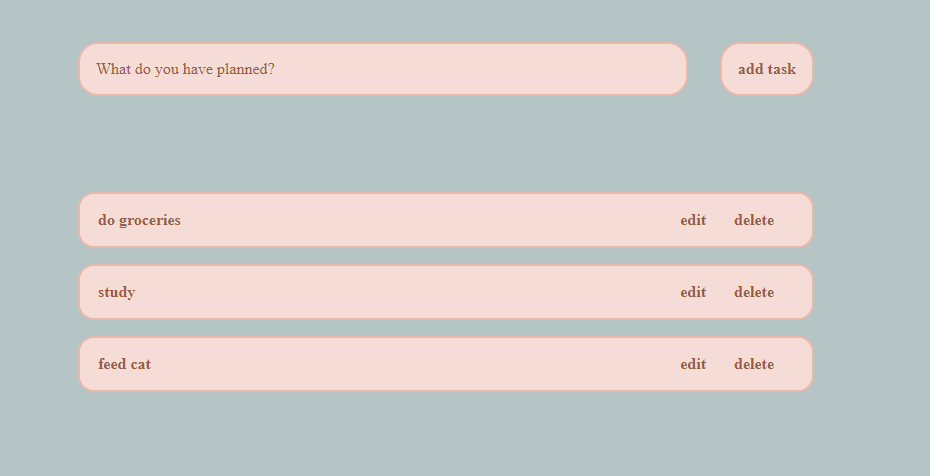 What do you have planned? add task
do groceries edit delete
study edit delete
feed cat edit delete